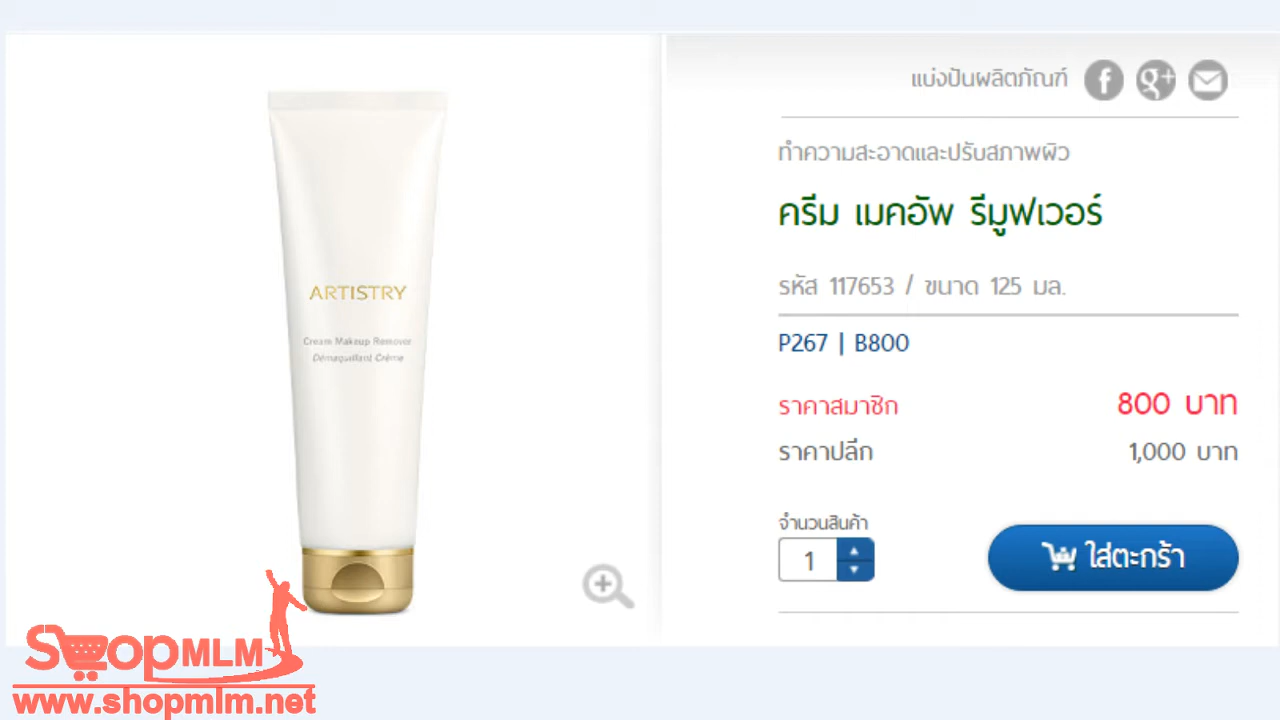 แบ่งปันผลิตภัณฑ์
ทำความสะอาดและปรับสภาพผิว
ครีม เมคอัพ รีมูฟเวอร์
รหัส 117653 / ขนาด 125 มล.
P267 | B800
ราคาสมาชิก 800 บาท
ราคาปลีก 1,000 บาท
จำนวนสินค้า
1
ใส่ตะกร้า
ARTISTRY
Cream Makeup Remover
Démaquillant Crème
SHOPMLM
www.shopmlm.net